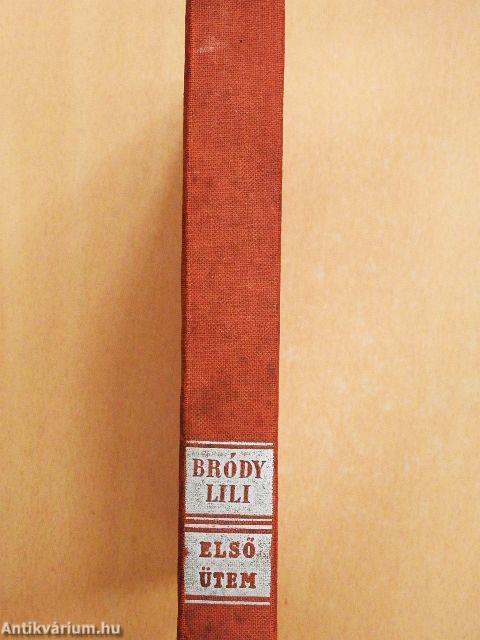 BRÓDY
LILI
ELSŐ
ÜTEM
Antikvárium.hu